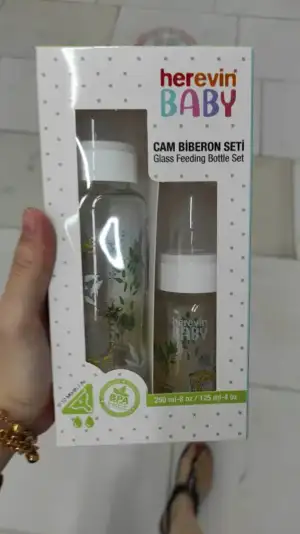 herevin
BABY
CAM BİBERON SETİ
Glass Feeding Bottle Set
herevin
BABY
250 ml-8 oz / 125 ml-4 oz